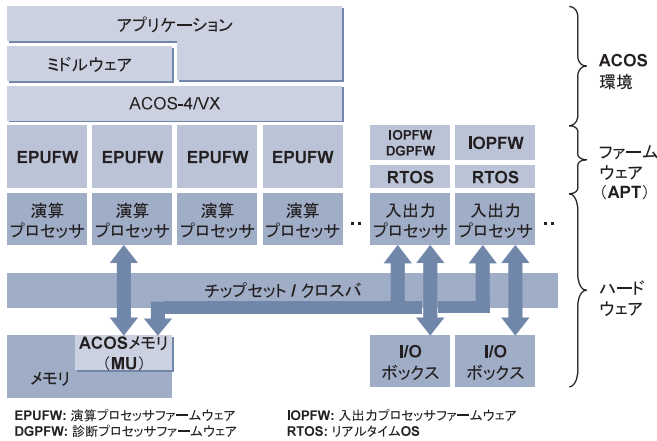 アプリケーション
ミドルウェア
ACOS-4/VX
ACOS
環境
EPUFW
EPUFW
EPUFW
EPUFW
IOPFW
DGPFW
IOPFW
RTOS
RTOS
ファーム
ウェア
(APT)
演算
プロセッサ
演算
プロセッサ
演算
プロセッサ
演算
プロセッサ
‥
入出力
プロセッサ
入出力
プロセッサ
‥
チップセット / クロスバ
ハード
ウェア
ACOSメモリ
(MU)
メモリ
I/O
ボックス
I/O
ボックス
EPUFW: 演算プロセッサファームウェア
IOPFW: 入出力プロセッサファームウェア
DGPFW: 診断プロセッサファームウェア
RTOS: リアルタイムOS